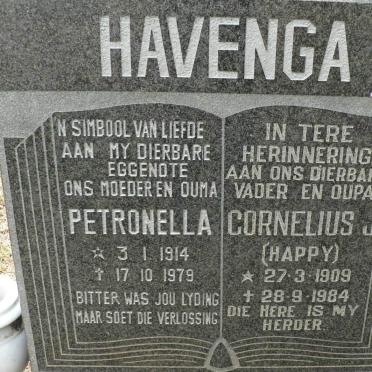 HAVENGA
'N SIMBOOL VAN LIEFDE
AAN MY DIERBARE
EGGENOTE
ONS MOEDER EN OUMA
PETRONELLA
☆ 3 1 1914
✝ 17 10 1979
BITTER WAS JOU LYDING
MAAR SOET DIE VERLOSSING
IN TERE
HERINNERING
AAN ONS DIERBAR
VADER EN OUPA
CORNELIUS J
(HAPPY)
★ 27-3-1909
✝ 28-9-1984
DIE HERE IS MY
HERDER.